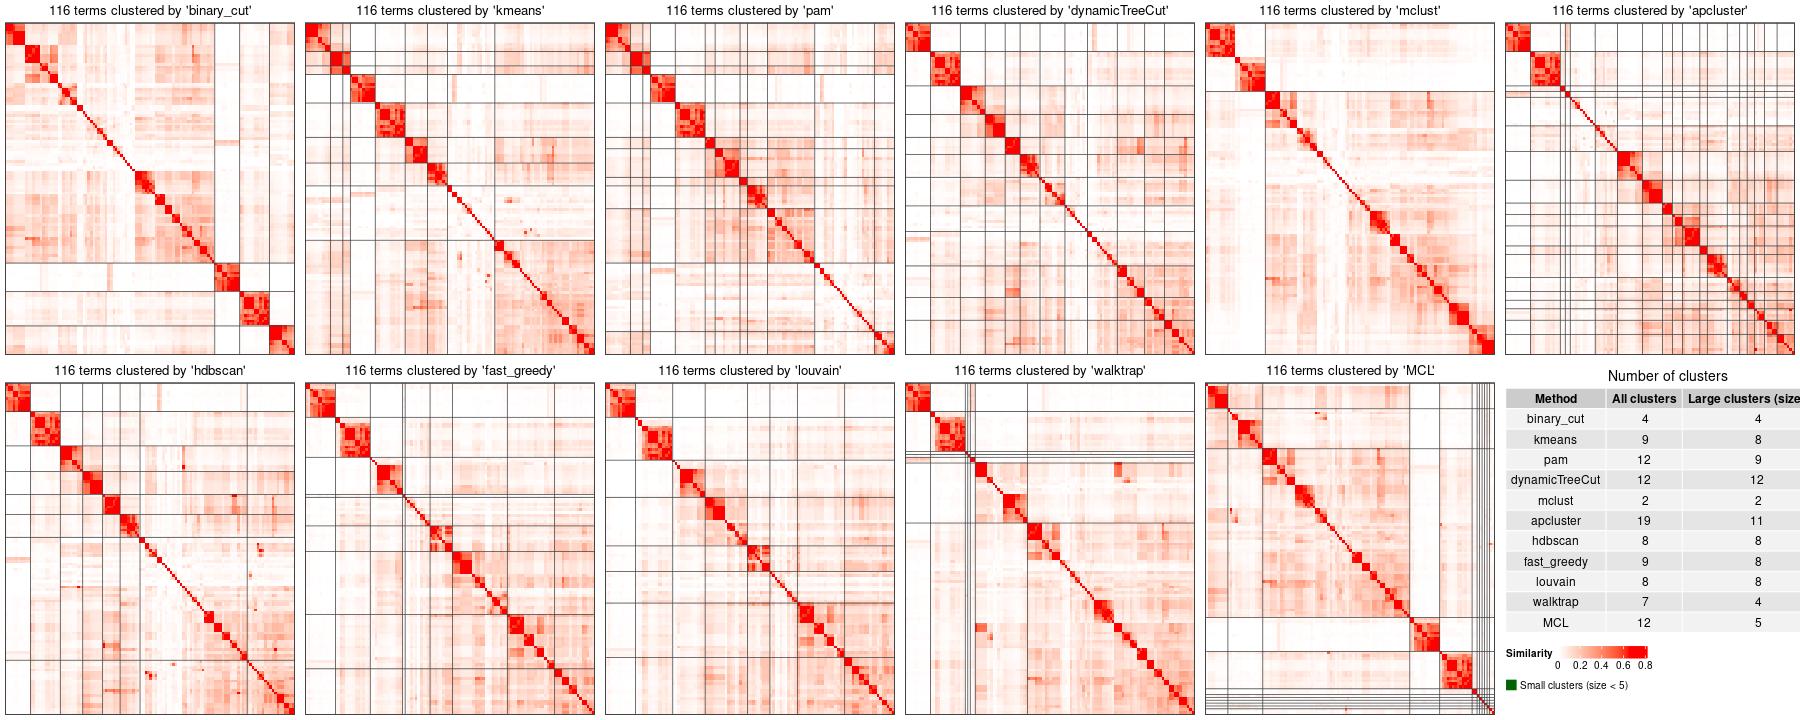 116 terms clustered by 'binary_cut'
116 terms clustered by 'kmeans'
116 terms clustered by 'pam'
116 terms clustered by 'dynamicTreeCut'
116 terms clustered by 'mclust'
116 terms clustered by 'apcluster'
116 terms clustered by 'hdbscan'
116 terms clustered by 'fast_greedy'
116 terms clustered by 'louvain'
116 terms clustered by 'walktrap'
116 terms clustered by 'MCL'
Number of clusters
Method All clusters Large clusters (size
binary_cut 4 4
kmeans 9 8
pam 12 9
dynamicTreeCut 12 12
mclust 2 2
apcluster 19 11
hdbscan 8 8
fast_greedy 9 8
louvain 8 8
walktrap 7 4
MCL 12 5
Similarity
0 0.2 0.4 0.6 0.8
Small clusters (size < 5)